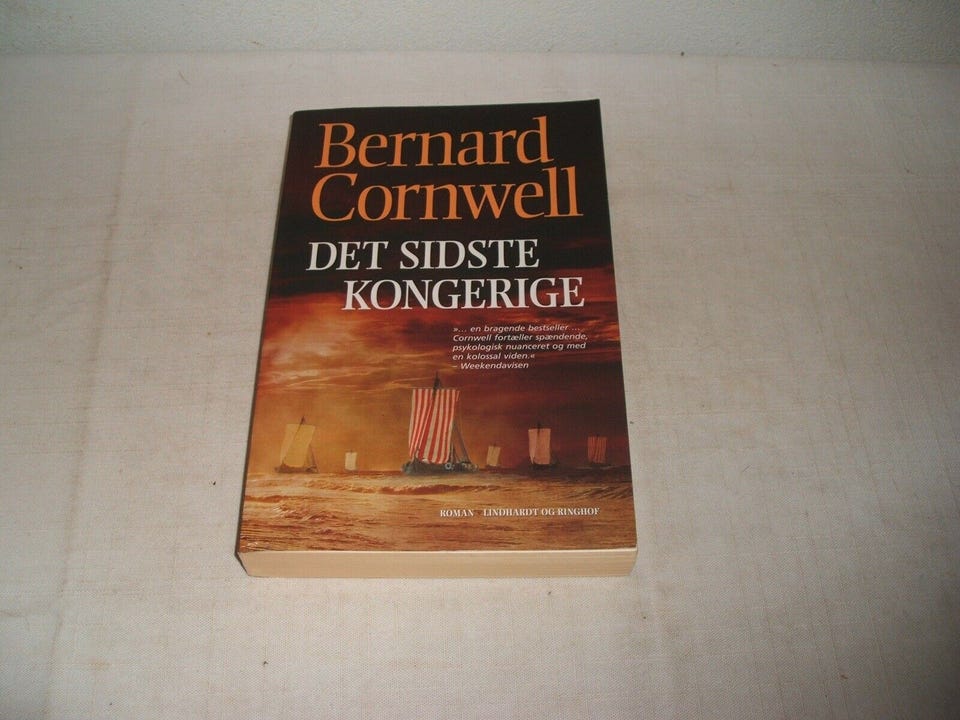 Bernard
Cornwell
DET SIDSTE
KONGERIGE
»... en bragende bestseller ...
Cornwell fortæller spændende,
psykologisk nuanceret og med
en kolossal viden.«
– Weekendavisen
ROMAN LINDHARDT OG RINGHOF